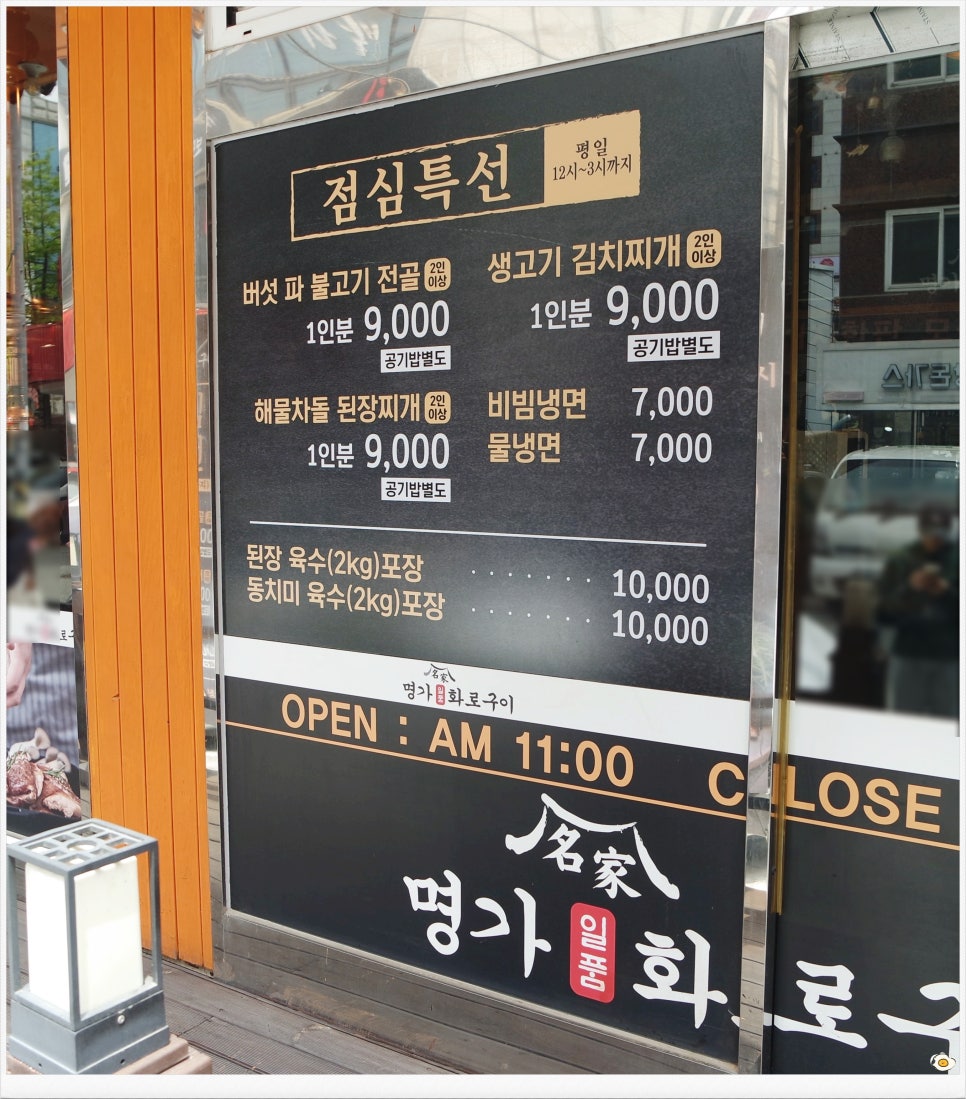 점심특선
평일
12시~3시까지
버섯 파 불고기 전골 2인 이상
1인분 9,000
공기밥별도
생고기 김치찌개 2인 이상
1인분 9,000
공기밥별도
해물차돌 된장찌개 2인 이상
1인분 9,000
공기밥별도
비빔냉면 7,000
물냉면 7,000
된장 육수(2kg)포장 ······· 10,000
동치미 육수(2kg)포장 ······ 10,000
名家
명가 일품 화로구이
OPEN : AM 11:00 CLOSE
名家
명가 일품 화로구